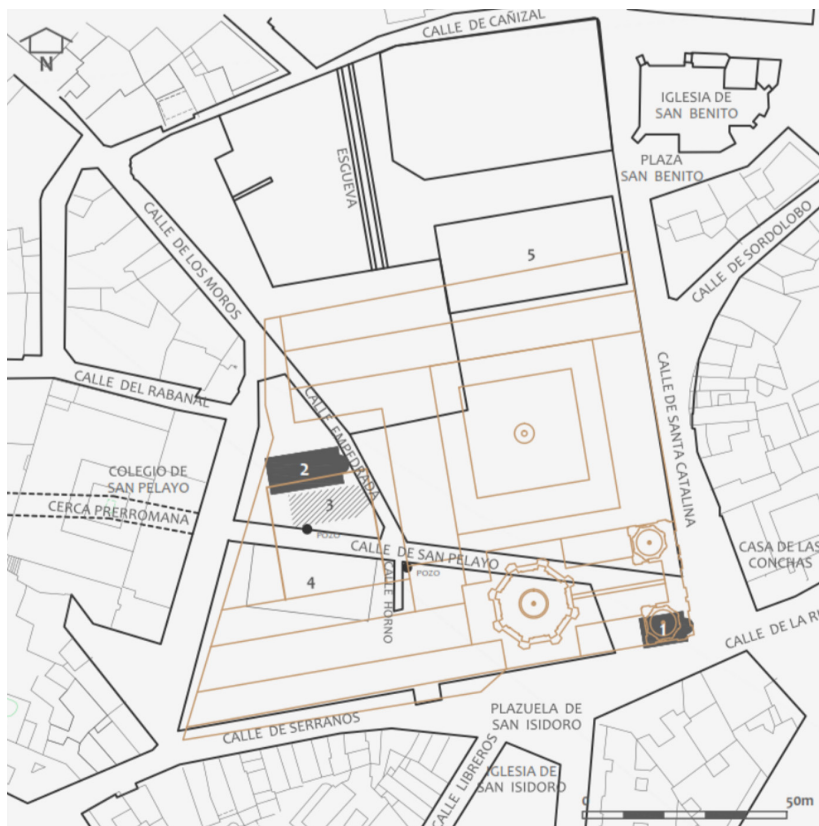 CALLE DE CAÑIZAL
N
IGLESIA DE
SAN BENITO
ESGUEVA
PLAZA
SAN BENITO
CALLE DE LOS MOROS
CALLE DE SORDOLOBO
5
CALLE DEL RABANAL
CALLE EMPEDRADA
CALLE DE SANTA CATALINA
COLEGIO DE
SAN PELAYO
2
3
CERCA PRERROMANA
POZO
CALLE DE SAN PELAYO
CASA DE LAS
CONCHAS
4
POZO
CALLE HORNO
1
CALLE DE LA
CALLE DE SERRANOS
PLAZUELA DE
SAN ISIDORO
CALLE LIBREROS
IGLESIA DE
SAN ISIDORO
0
50m